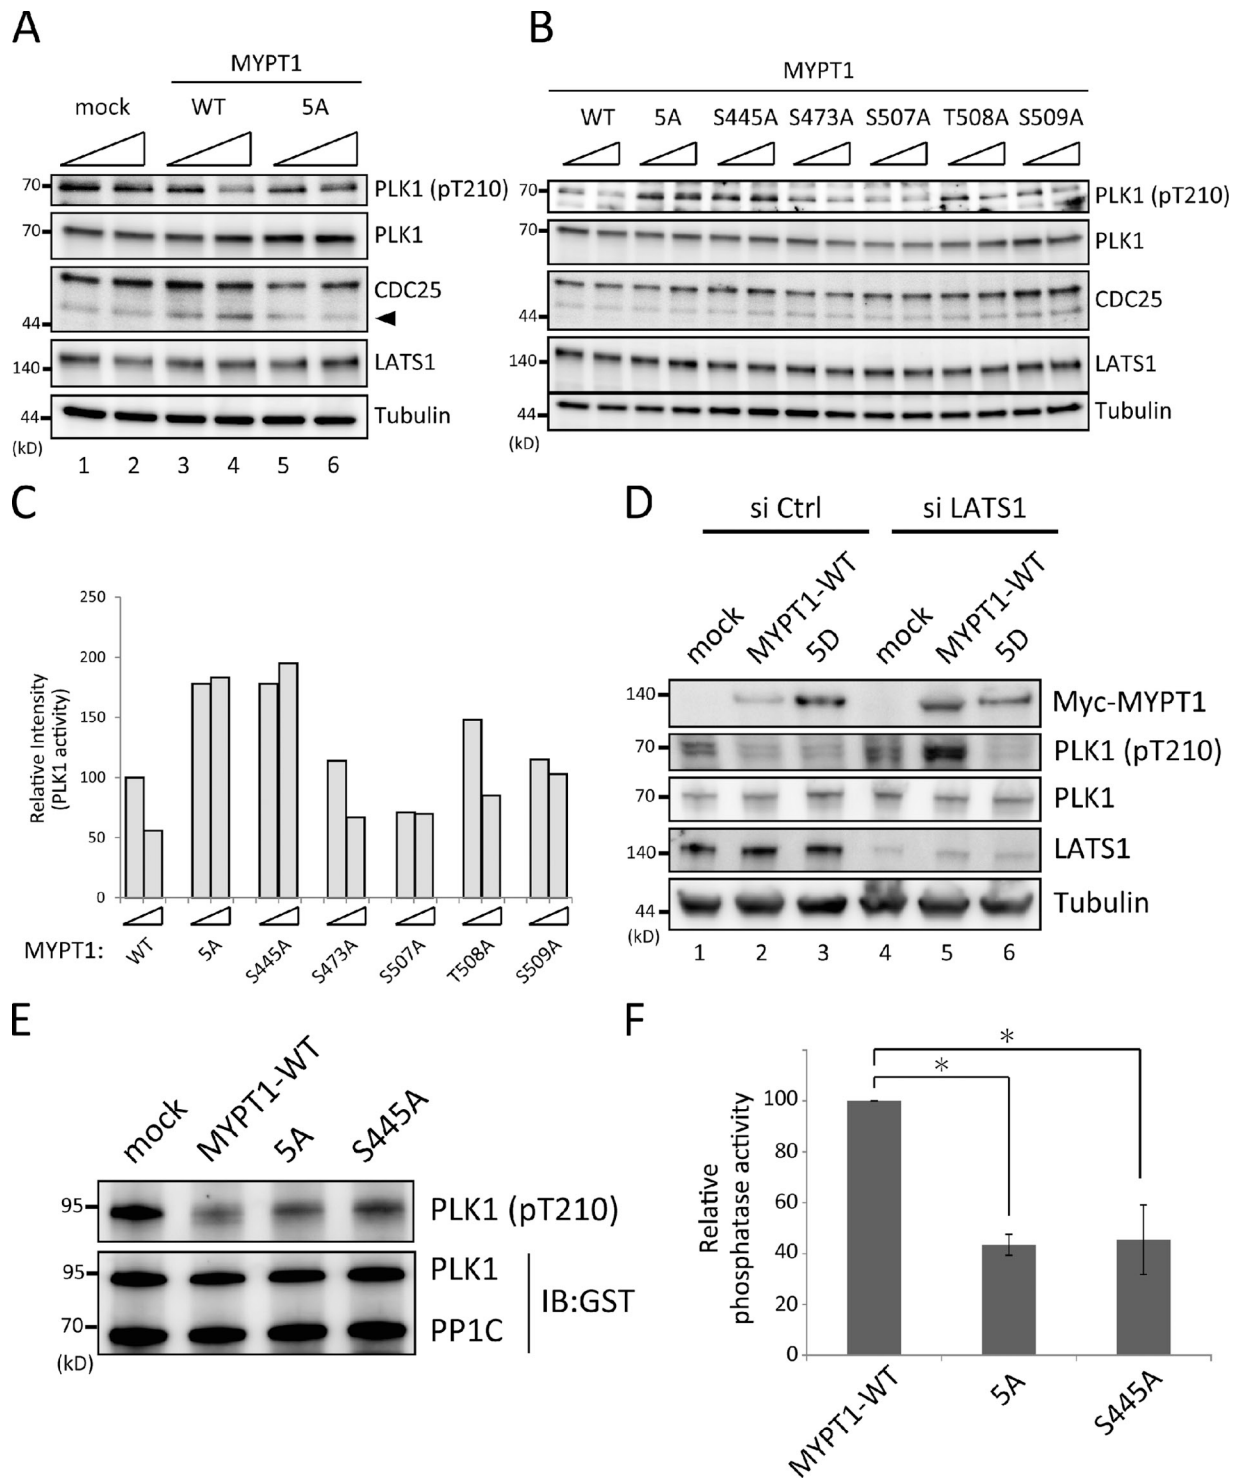 A
MYPT1
mock WT 5A
70 PLK1 (pT210)
70 PLK1
CDC25
44
140 LATS1
44 Tubulin
(kD)
1 2 3 4 5 6
B
MYPT1
WT 5A S445A S473A S507A T508A S509A
70 PLK1 (pT210)
70 PLK1
CDC25
44
140 LATS1
44 Tubulin
(kD)
C
250
200
150
100
50
0
Relative Intensity
(PLK1 activity)
MYPT1: WT 5A S445A S473A S507A T508A S509A
D
si Ctrl si LATS1
mock MYPT1-WT 5D mock MYPT1-WT 5D
140 Myc-MYPT1
70 PLK1 (pT210)
70 PLK1
140 LATS1
44 Tubulin
(kD)
1 2 3 4 5 6
E
mock MYPT1-WT 5A S445A
95 PLK1 (pT210)
95 PLK1
IB:GST
70 PP1C
(kD)
F
*
*
100
80
60
40
20
0
Relative
phosphatase activity
MYPT1-WT 5A S445A